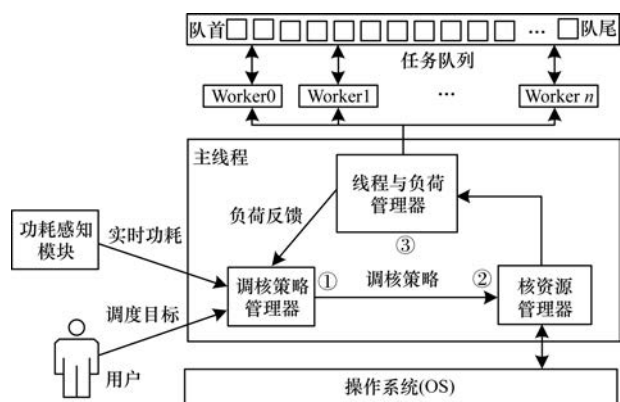 队首 ... 队尾
任务队列
Worker0 Worker1 ... Worker n
主线程
线程与负荷
管理器
③
负荷反馈
功耗感知
模块
实时功耗
调核策略
管理器
①
调核策略
②
核资源
管理器
调度目标
用户
操作系统(OS)